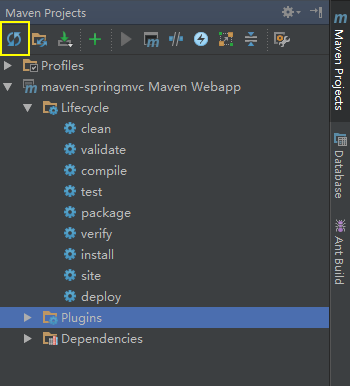 Maven Projects
Profiles
maven-springmvc Maven Webapp
Lifecycle
clean
validate
compile
test
package
verify
install
site
deploy
Plugins
Dependencies
Maven Projects
Database
Ant Build